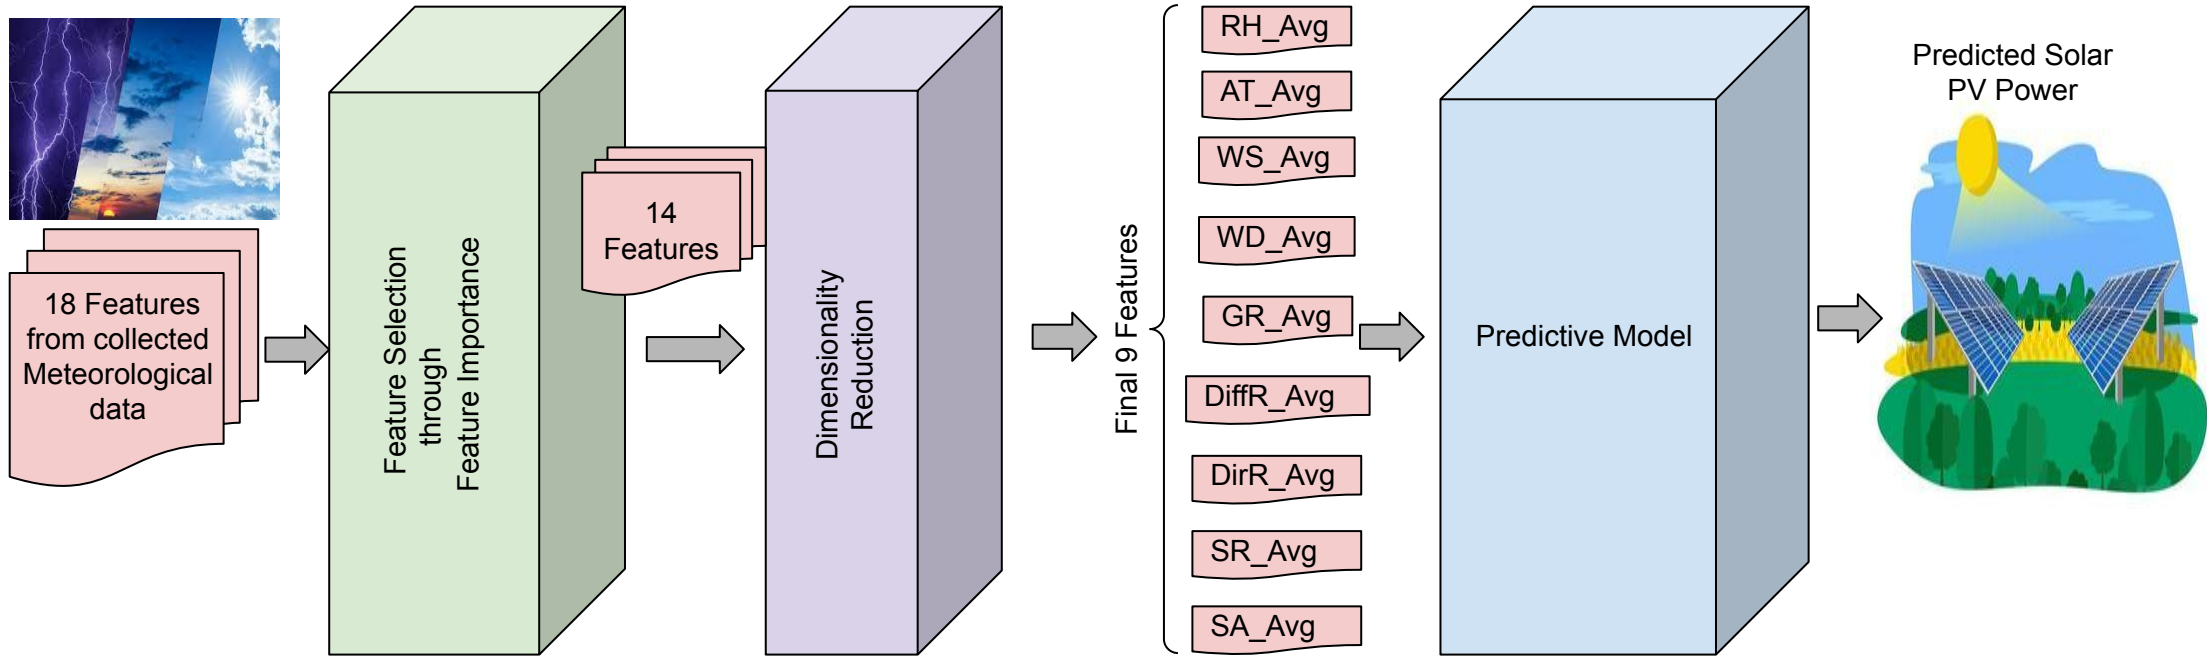 18 Features
from collected
Meteorological
data
Feature Selection
through
Feature Importance
14
Features
Dimensionality
Reduction
Final 9 Features
RH_Avg
AT_Avg
WS_Avg
WD_Avg
GR_Avg
DiffR_Avg
DirR_Avg
SR_Avg
SA_Avg
Predictive Model
Predicted Solar
PV Power